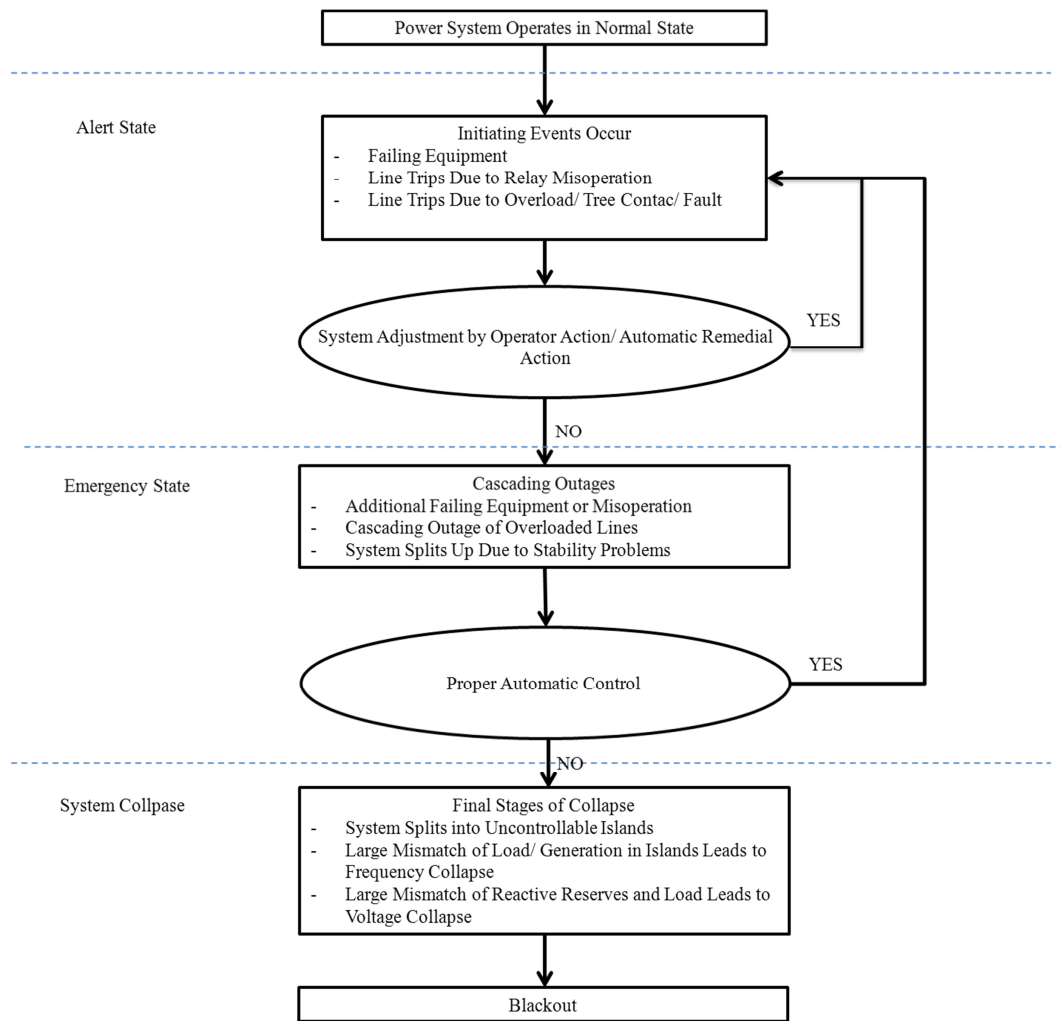 Power System Operates in Normal State
Alert State
Initiating Events Occur
- Failing Equipment
- Line Trips Due to Relay Misoperation
- Line Trips Due to Overload/ Tree Contac/ Fault
System Adjustment by Operator Action/ Automatic Remedial
Action
YES
NO
Emergency State
Cascading Outages
- Additional Failing Equipment or Misoperation
- Cascading Outage of Overloaded Lines
- System Splits Up Due to Stability Problems
Proper Automatic Control
YES
NO
System Collpase
Final Stages of Collapse
- System Splits into Uncontrollable Islands
- Large Mismatch of Load/ Generation in Islands Leads to
Frequency Collapse
- Large Mismatch of Reactive Reserves and Load Leads to
Voltage Collapse
Blackout